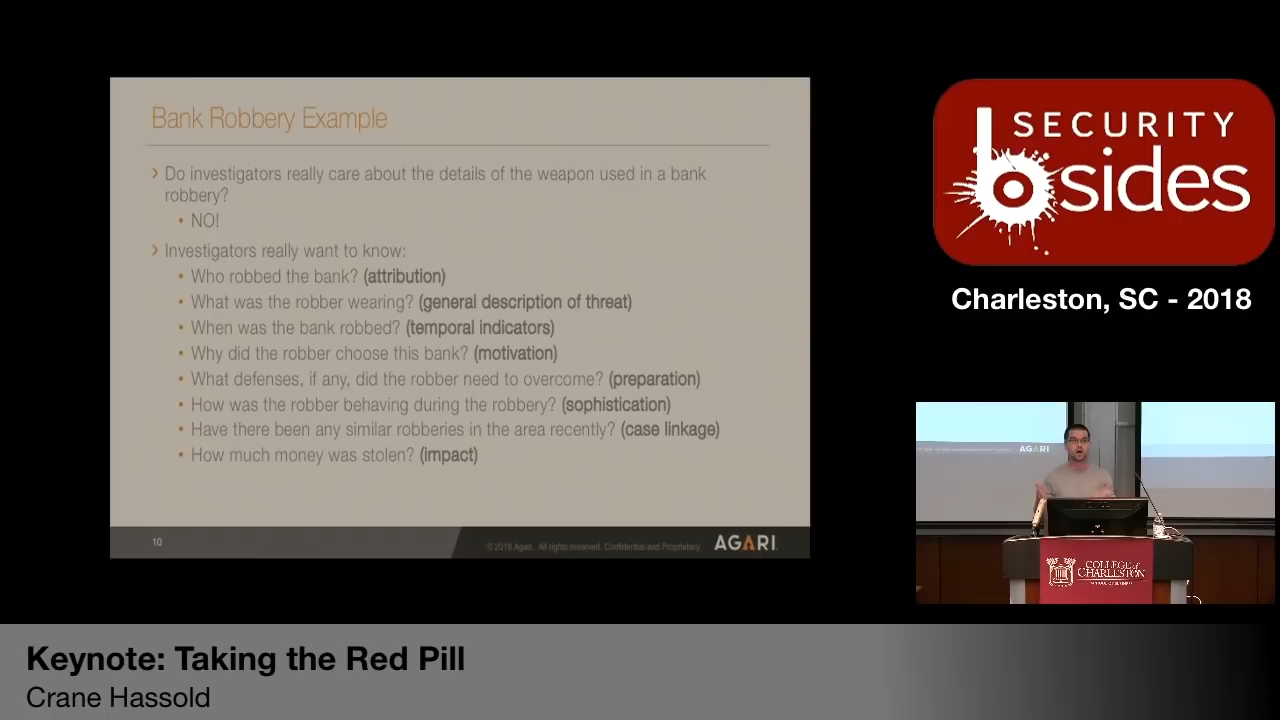 Bank Robbery Example
› Do investigators really care about the details of the weapon used in a bank
robbery?
• NO!
› Investigators really want to know:
• Who robbed the bank? (attribution)
• What was the robber wearing? (general description of threat)
• When was the bank robbed? (temporal indicators)
• Why did the robber choose this bank? (motivation)
• What defenses, if any, did the robber need to overcome? (preparation)
• How was the robber behaving during the robbery? (sophistication)
• Have there been any similar robberies in the area recently? (case linkage)
• How much money was stolen? (impact)
10
© 2018 Agari. All rights reserved. Confidential and Proprietary.
AGARI
SECURITY
bsides
Charleston, SC - 2018
AGARI
COLLEGE of
CHARLESTON
Keynote: Taking the Red Pill
Crane Hassold